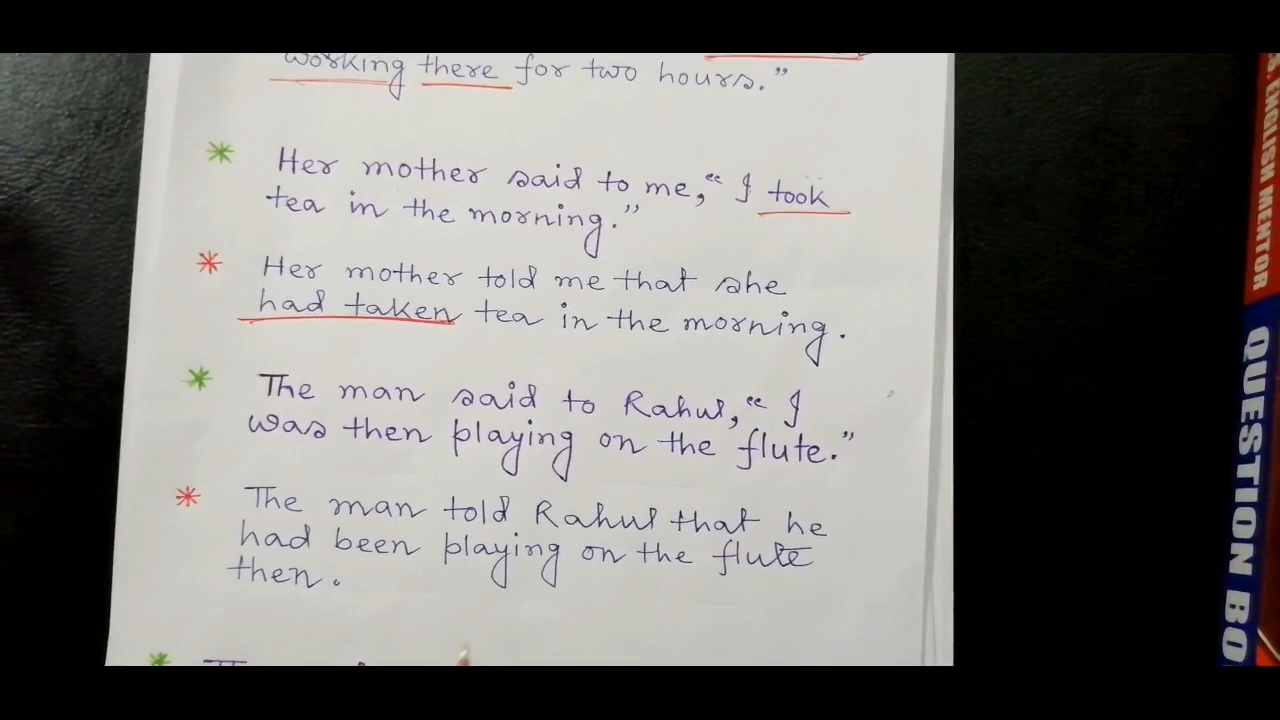 working there for two hours."
Her mother said to me, "I took
tea in the morning."
Her mother told me that she
had taken tea in the morning.
The man said to Rahul, "I
was then playing on the flute."
The man told Rahul that he
had been playing on the flute
then.
ENGLISH MENTOR
QUESTION BO